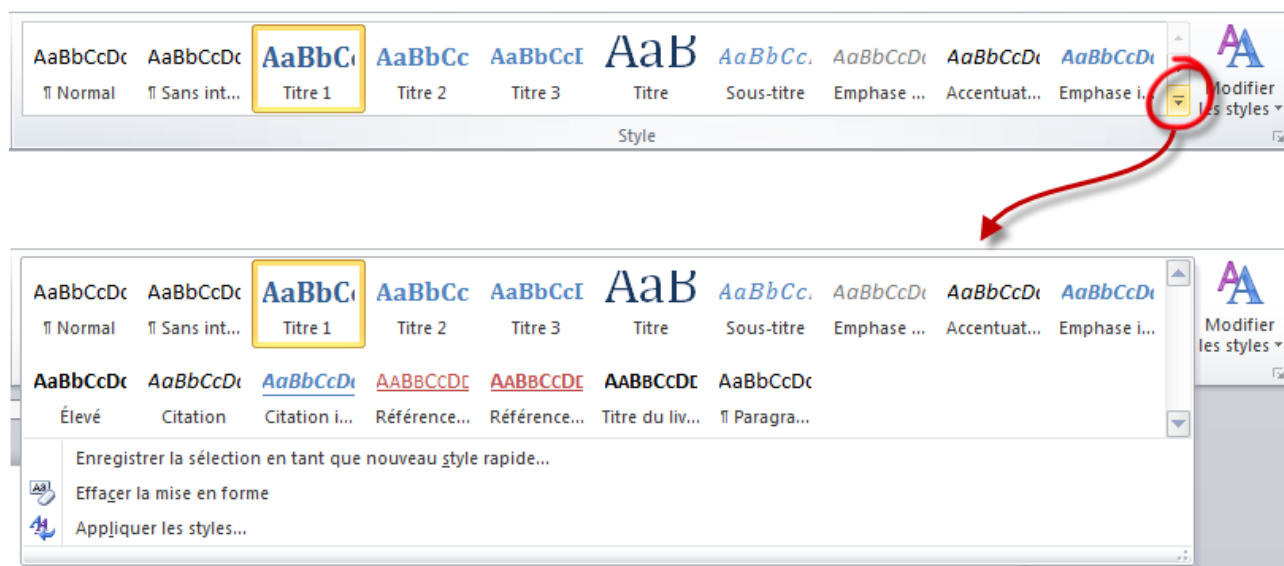 AaBbCcDc AaBbCcDc AaBbC AaBbCc AaBbCcI AaB AaBbCc. AaBbCcDc AaBbCcDc AaBbCcDc
¶ Normal ¶ Sans int... Titre 1 Titre 2 Titre 3 Titre Sous-titre Emphase ... Accentuat... Emphase i... Modifier
les styles
Style
AaBbCcDc AaBbCcDc AaBbC AaBbCc AaBbCcI AaB AaBbCc. AaBbCcDc AaBbCcDc AaBbCcDc
¶ Normal ¶ Sans int... Titre 1 Titre 2 Titre 3 Titre Sous-titre Emphase ... Accentuat... Emphase i... Modifier
les styles
AaBbCcDc AaBbCcDc AaBbCcDc AABBCCDE AABBCCDE AABBCCDE AaBbCcDc
Élevé Citation Citation i... Référence... Référence... Titre du liv... ¶ Paragra...
Enregistrer la sélection en tant que nouveau style rapide...
Effacer la mise en forme
Appliquer les styles...